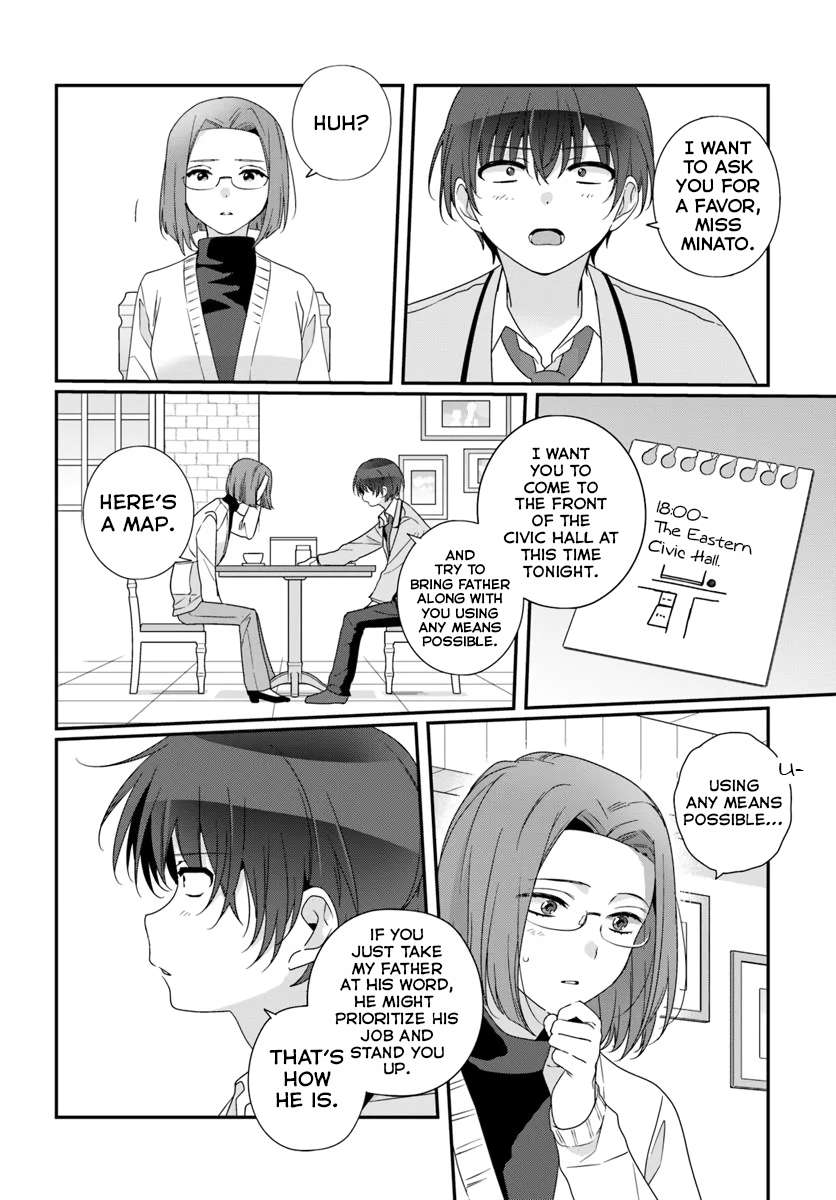 I WANT
TO ASK
YOU FOR
A FAVOR,
MISS
MINATO.
HUH?
18:00-
The Eastern
Civic Hall.
I WANT
YOU TO
COME TO
THE FRONT
OF THE
CIVIC HALL AT
THIS TIME
TONIGHT.
AND
TRY TO
BRING FATHER
ALONG WITH
YOU USING
ANY MEANS
POSSIBLE.
HERE'S
A MAP.
U-
USING
ANY MEANS
POSSIBLE...
IF YOU
JUST TAKE
MY FATHER
AT HIS WORD,
HE MIGHT
PRIORITIZE HIS
JOB AND
STAND YOU
UP.
THAT'S
HOW
HE IS.